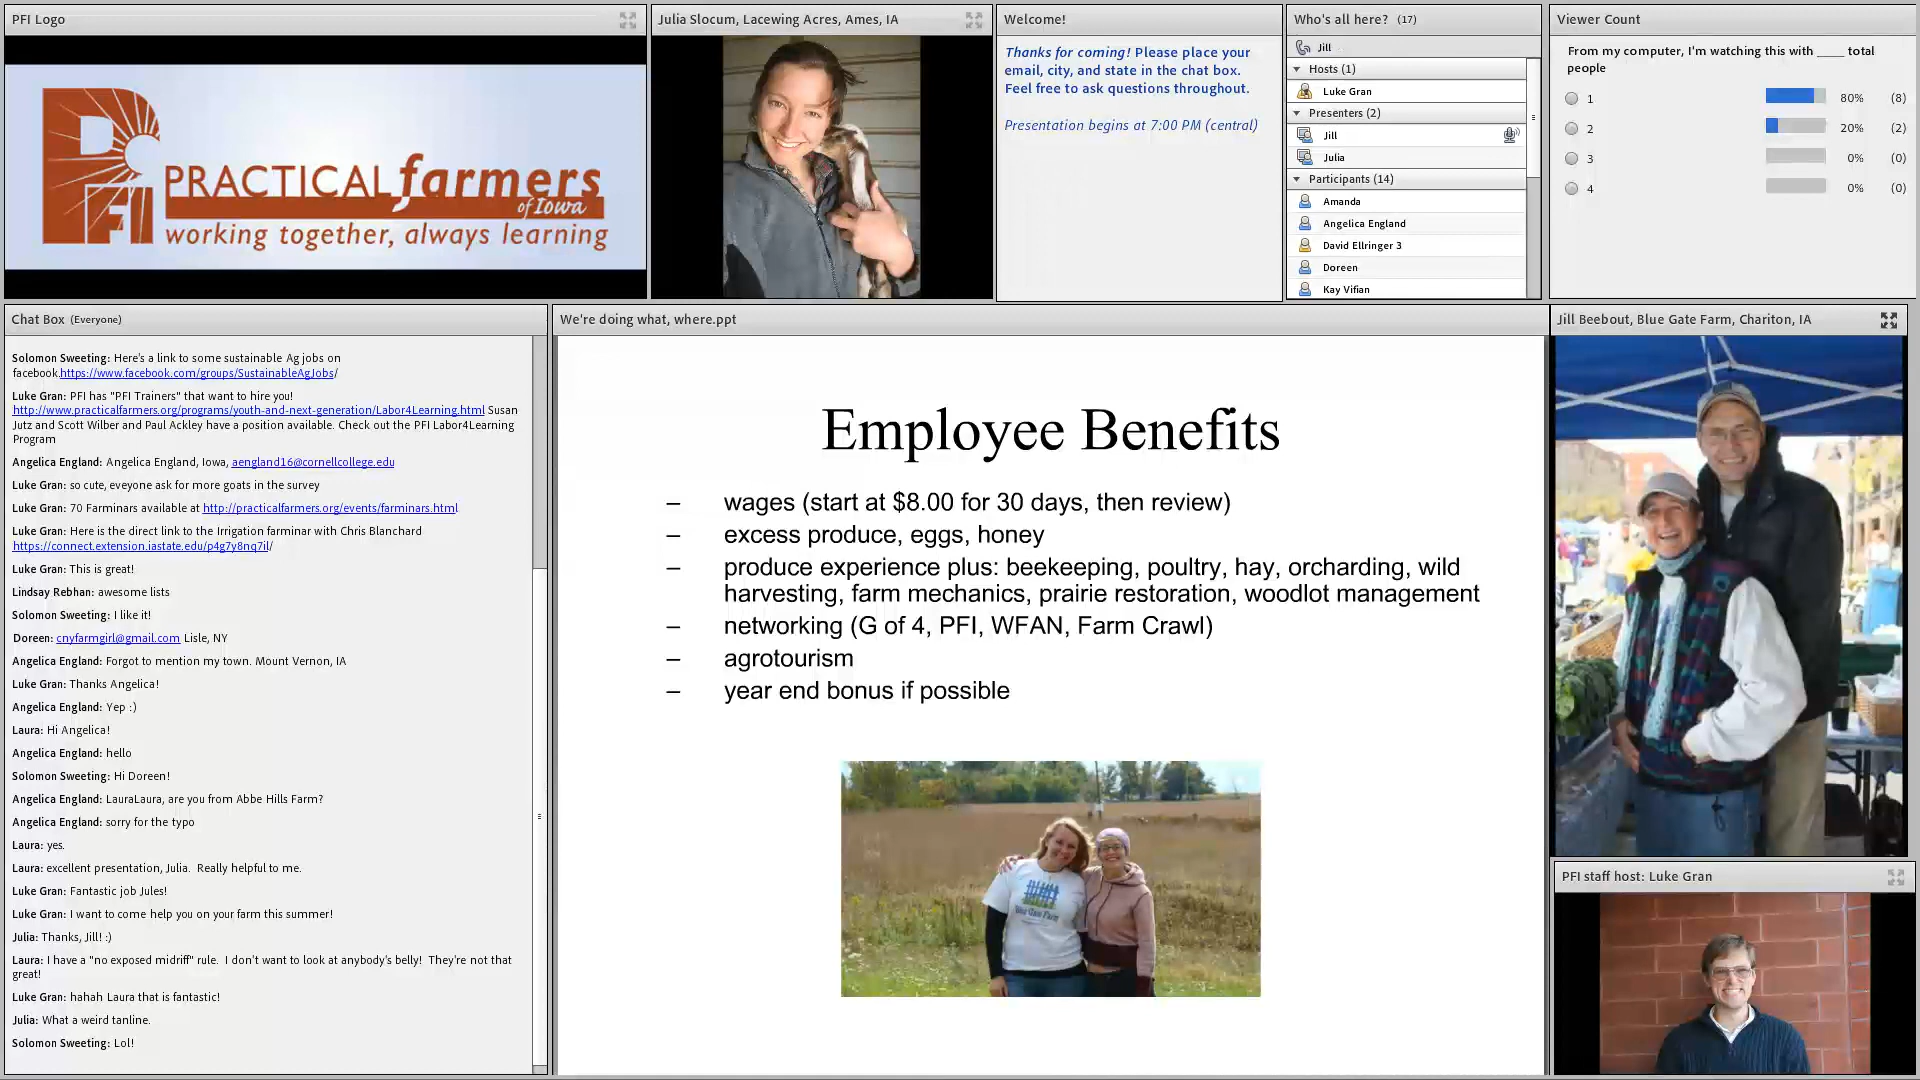 PFI Logo
PFI
PRACTICAL farmers
of Iowa
working together, always learning
Julia Slocum, Lacewing Acres, Ames, IA
Welcome!
Thanks for coming! Please place your
email, city, and state in the chat box.
Feel free to ask questions throughout.
Presentation begins at 7:00 PM (central)
Who's all here? (17)
Jill
Hosts (1)
Luke Gran
Presenters (2)
Jill
Julia
Participants (14)
Amanda
Angelica England
David Ellringer 3
Doreen
Kay Vifian
Viewer Count
From my computer, I'm watching this with ____ total
people
1 80% (8)
2 20% (2)
3 0% (0)
4 0% (0)
Chat Box (Everyone)
Solomon Sweeting: Here's a link to some sustainable Ag jobs on
facebook.https://www.facebook.com/groups/SustainableAgJobs/
Luke Gran: PFI has "PFI Trainers" that want to hire you!
http://www.practicalfarmers.org/programs/youth-and-next-generation/Labor4Learning.html Susan
Jutz and Scott Wilber and Paul Ackley have a position available. Check out the PFI Labor4Learning
Program
Angelica England: Angelica England, Iowa, aengland16@cornellcollege.edu
Luke Gran: so cute, eveyone ask for more goats in the survey
Luke Gran: 70 Farminars available at http://practicalfarmers.org/events/farminars.html
Luke Gran: Here is the direct link to the Irrigation farminar with Chris Blanchard
https://connect.extension.iastate.edu/p4g7y8nq7il/
Luke Gran: This is great!
Lindsay Rebhan: awesome lists
Solomon Sweeting: I like it!
Doreen: cnyfarmgirl@gmail.com Lisle, NY
Angelica England: Forgot to mention my town. Mount Vernon, IA
Luke Gran: Thanks Angelica!
Angelica England: Yep :)
Laura: Hi Angelica!
Angelica England: hello
Solomon Sweeting: Hi Doreen!
Angelica England: LauraLaura, are you from Abbe Hills Farm?
Angelica England: sorry for the typo
Laura: yes.
Laura: excellent presentation, Julia.  Really helpful to me.
Luke Gran: Fantastic job Jules!
Luke Gran: I want to come help you on your farm this summer!
Julia: Thanks, Jill! :)
Laura: I have a "no exposed midriff" rule.  I don't want to look at anybody's belly!  They're not that
great!
Luke Gran: hahah Laura that is fantastic!
Julia: What a weird tanline.
Solomon Sweeting: Lol!
We're doing what, where.ppt
Employee Benefits
– wages (start at $8.00 for 30 days, then review)
– excess produce, eggs, honey
– produce experience plus: beekeeping, poultry, hay, orcharding, wild
harvesting, farm mechanics, prairie restoration, woodlot management
– networking (G of 4, PFI, WFAN, Farm Crawl)
– agrotourism
– year end bonus if possible
Blue Gate Farm
Jill Beebout, Blue Gate Farm, Chariton, IA
PFI staff host: Luke Gran